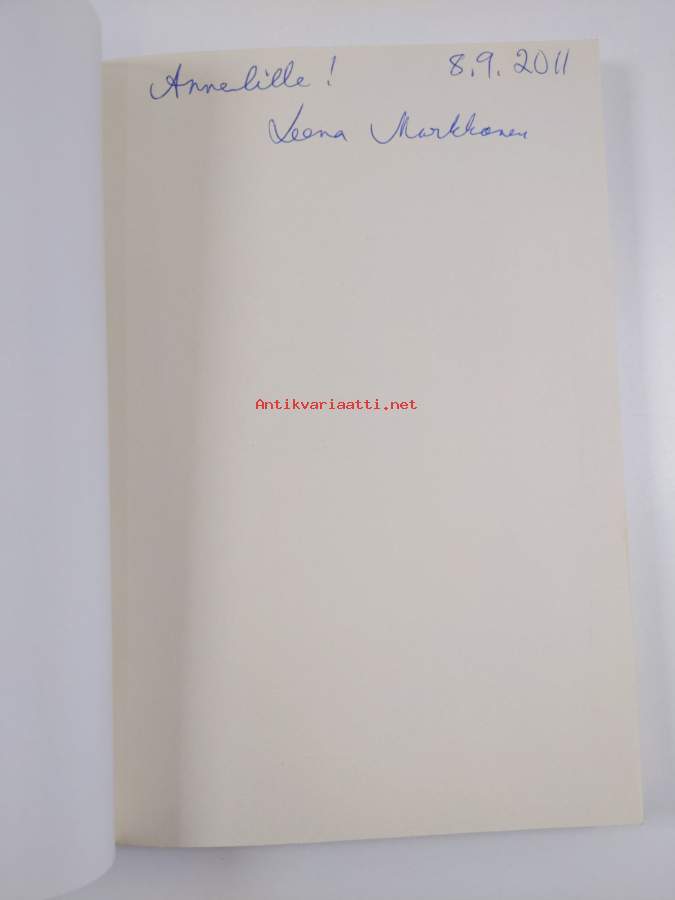 Annelille! 8.9.2011
Leena Markkanen
Antikvariaatti.net